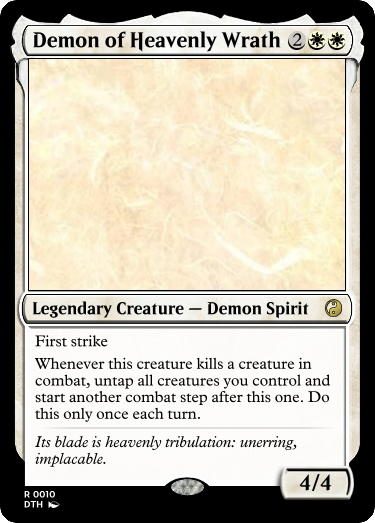 Demon of Heavenly Wrath 2
Legendary Creature — Demon Spirit
First strike
Whenever this creature kills a creature in
combat, untap all creatures you control and
start another combat step after this one. Do
this only once each turn.
Its blade is heavenly tribulation: unerring,
implacable.
4/4
R 0010
DTH